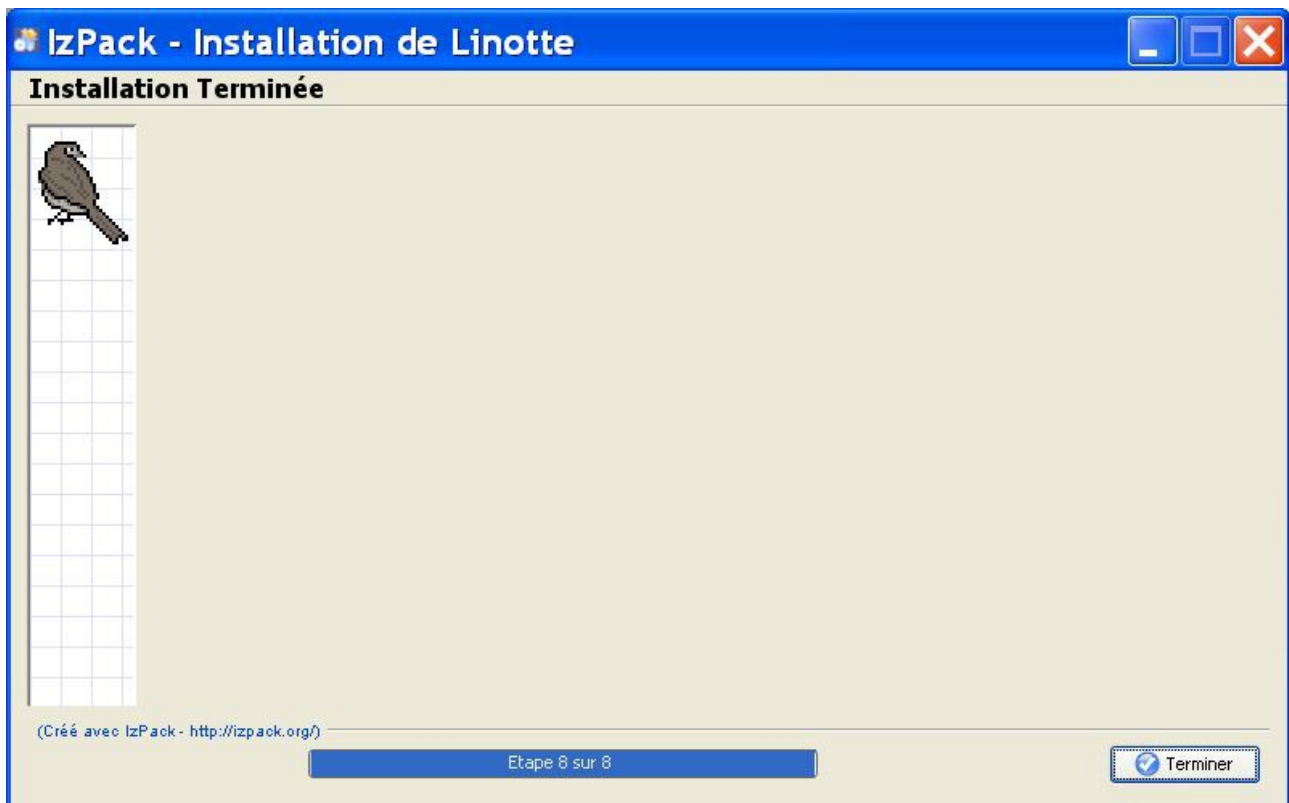 IzPack - Installation de Linotte
Installation Terminée
(Créé avec IzPack - http://izpack.org/)
Etape 8 sur 8
Terminer